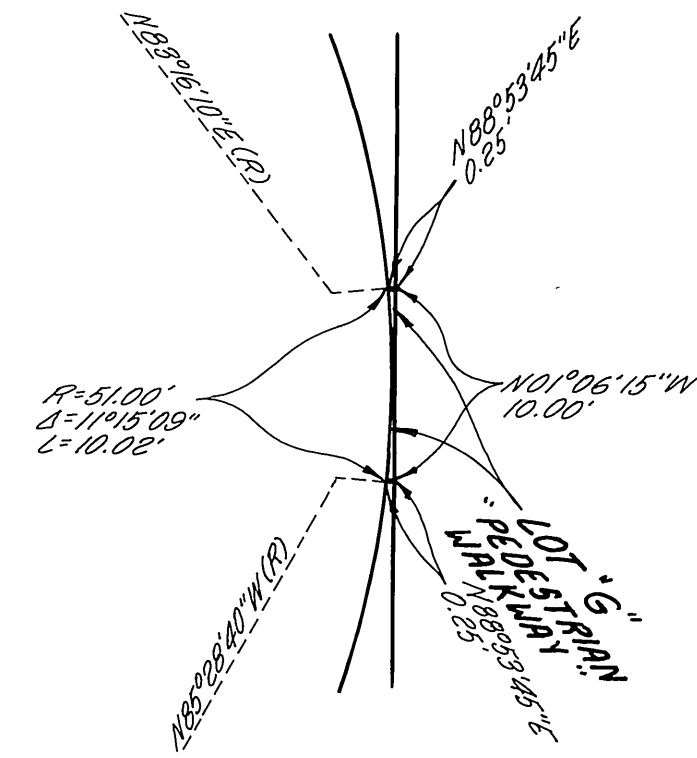 N83°16'10"E (R)
N88°53'45"E
0.25'
R=51.00'
Δ=11°15'09"
L=10.02'
N01°06'15"W
10.00'
LOT "G"
"PEDESTRIAN
WALKWAY"
N88°53'45"E
0.25'
N85°28'40"W (R)